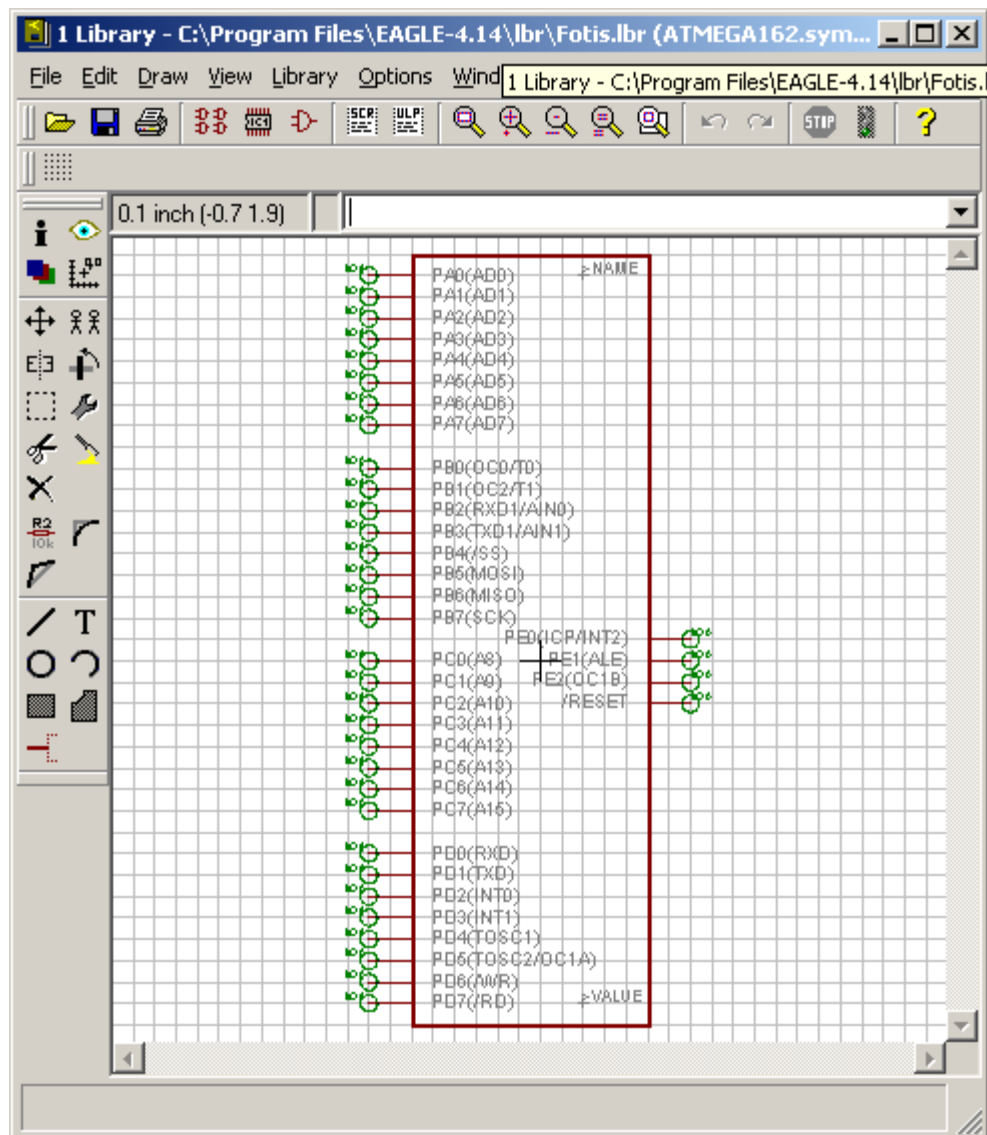 1 Library - C:\Program Files\EAGLE-4.14\lbr\Fotis.lbr (ATMEGA162.sym...
File Edit Draw View Library Options Wind
1 Library - C:\Program Files\EAGLE-4.14\lbr\Fotis.l
SCR ULP STOP
IC1
0.1 inch (-0.7 1.9)
R2
10k
T
>NAME
PA0(AD0)
PA1(AD1)
PA2(AD2)
PA3(AD3)
PA4(AD4)
PA5(AD5)
PA6(AD6)
PA7(AD7)
PB0(OC0/T0)
PB1(OC2/T1)
PB2(RXD1/AIN0)
PB3(TXD1/AIN1)
PB4(/SS)
PB5(MOSI)
PB6(MISO)
PB7(SCK)
PE0(ICP/INT2)
PC0(A8) PE1(ALE)
PC1(A9) PE2(OC1B)
PC2(A10) /RESET
PC3(A11)
PC4(A12)
PC5(A13)
PC6(A14)
PC7(A15)
PD0(RXD)
PD1(TXD)
PD2(INT0)
PD3(INT1)
PD4(TOSC1)
PD5(TOSC2/OC1A)
PD6(/WR)
PD7(/RD) >VALUE